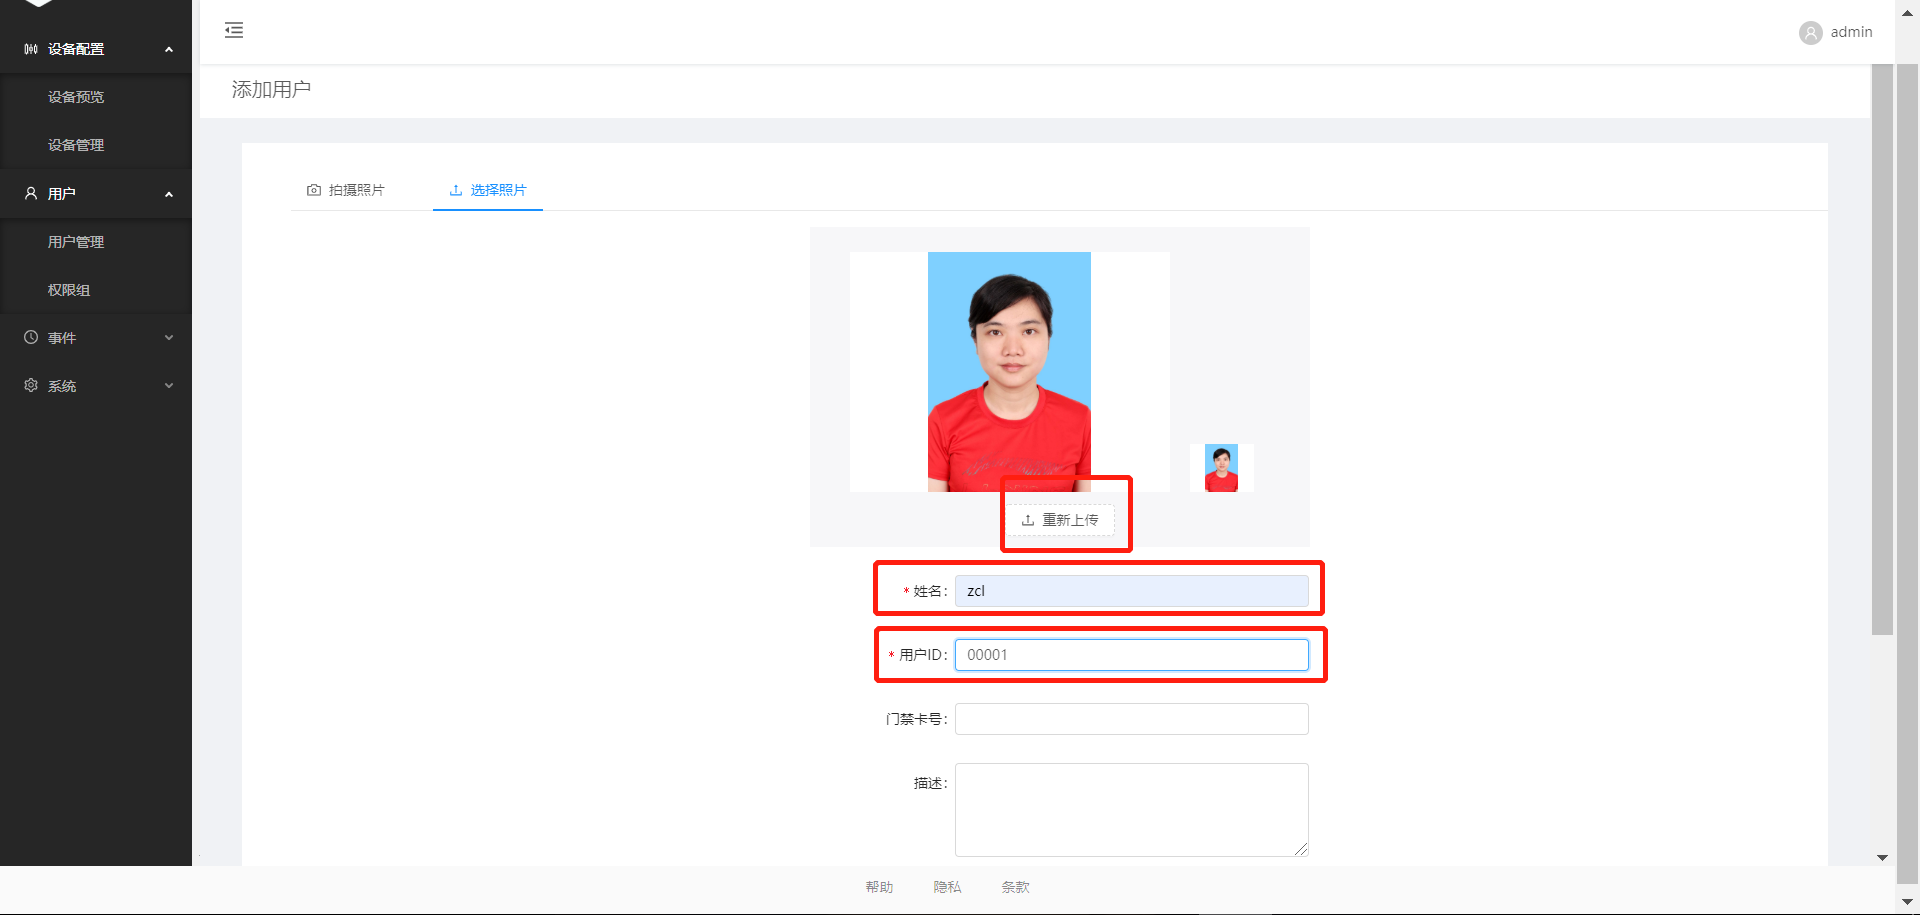 设备配置
设备预览
设备管理
用户
用户管理
权限组
事件
系统
admin
添加用户
拍摄照片
选择照片
重新上传
* 姓名: zcl
* 用户ID: 00001
门禁卡号:
描述:
帮助 隐私 条款